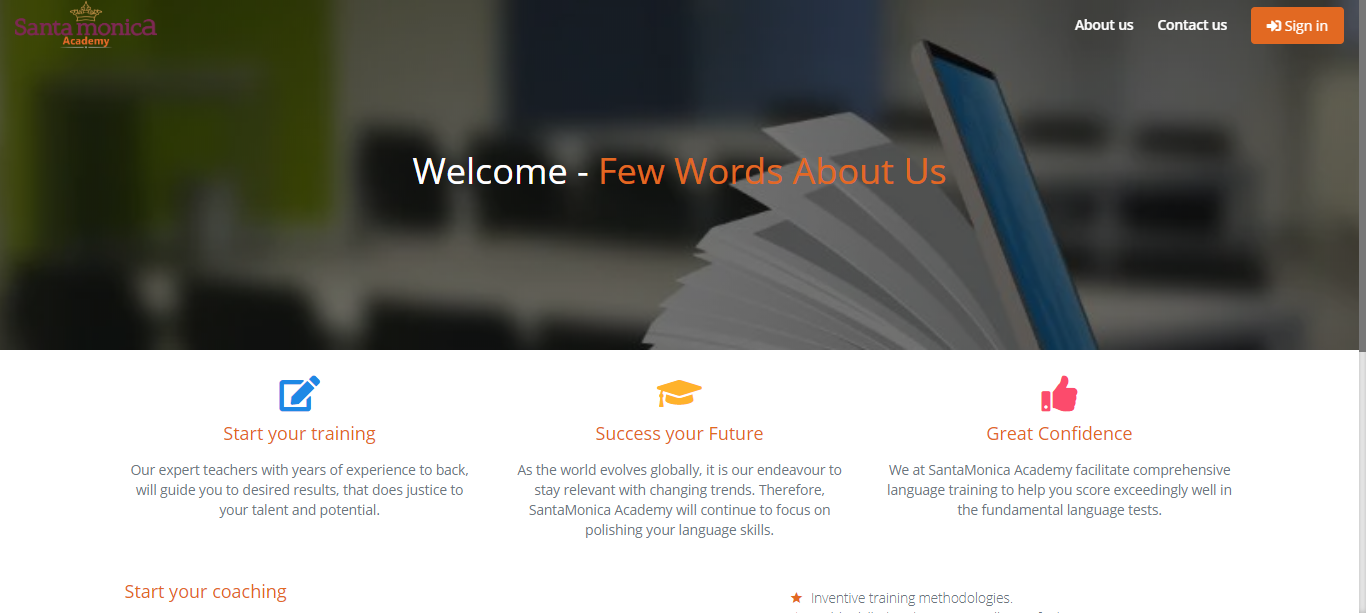 Santa monica
Academy
About us
Contact us
Sign in
Welcome - Few Words About Us
Start your training
Our expert teachers with years of experience to back,
will guide you to desired results, that does justice to
your talent and potential.
Success your Future
As the world evolves globally, it is our endeavour to
stay relevant with changing trends. Therefore,
SantaMonica Academy will continue to focus on
polishing your language skills.
Great Confidence
We at SantaMonica Academy facilitate comprehensive
language training to help you score exceedingly well in
the fundamental language tests.
Start your coaching
Inventive training methodologies.